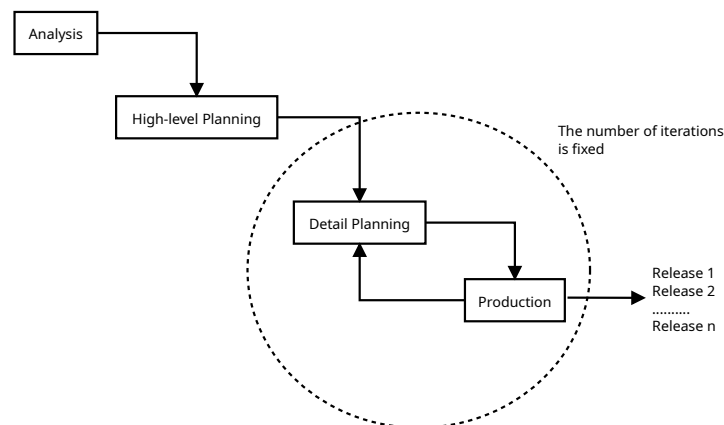 Analysis
High-level Planning
The number of iterations
is fixed
Detail Planning
Production
Release 1
Release 2
..........
Release n